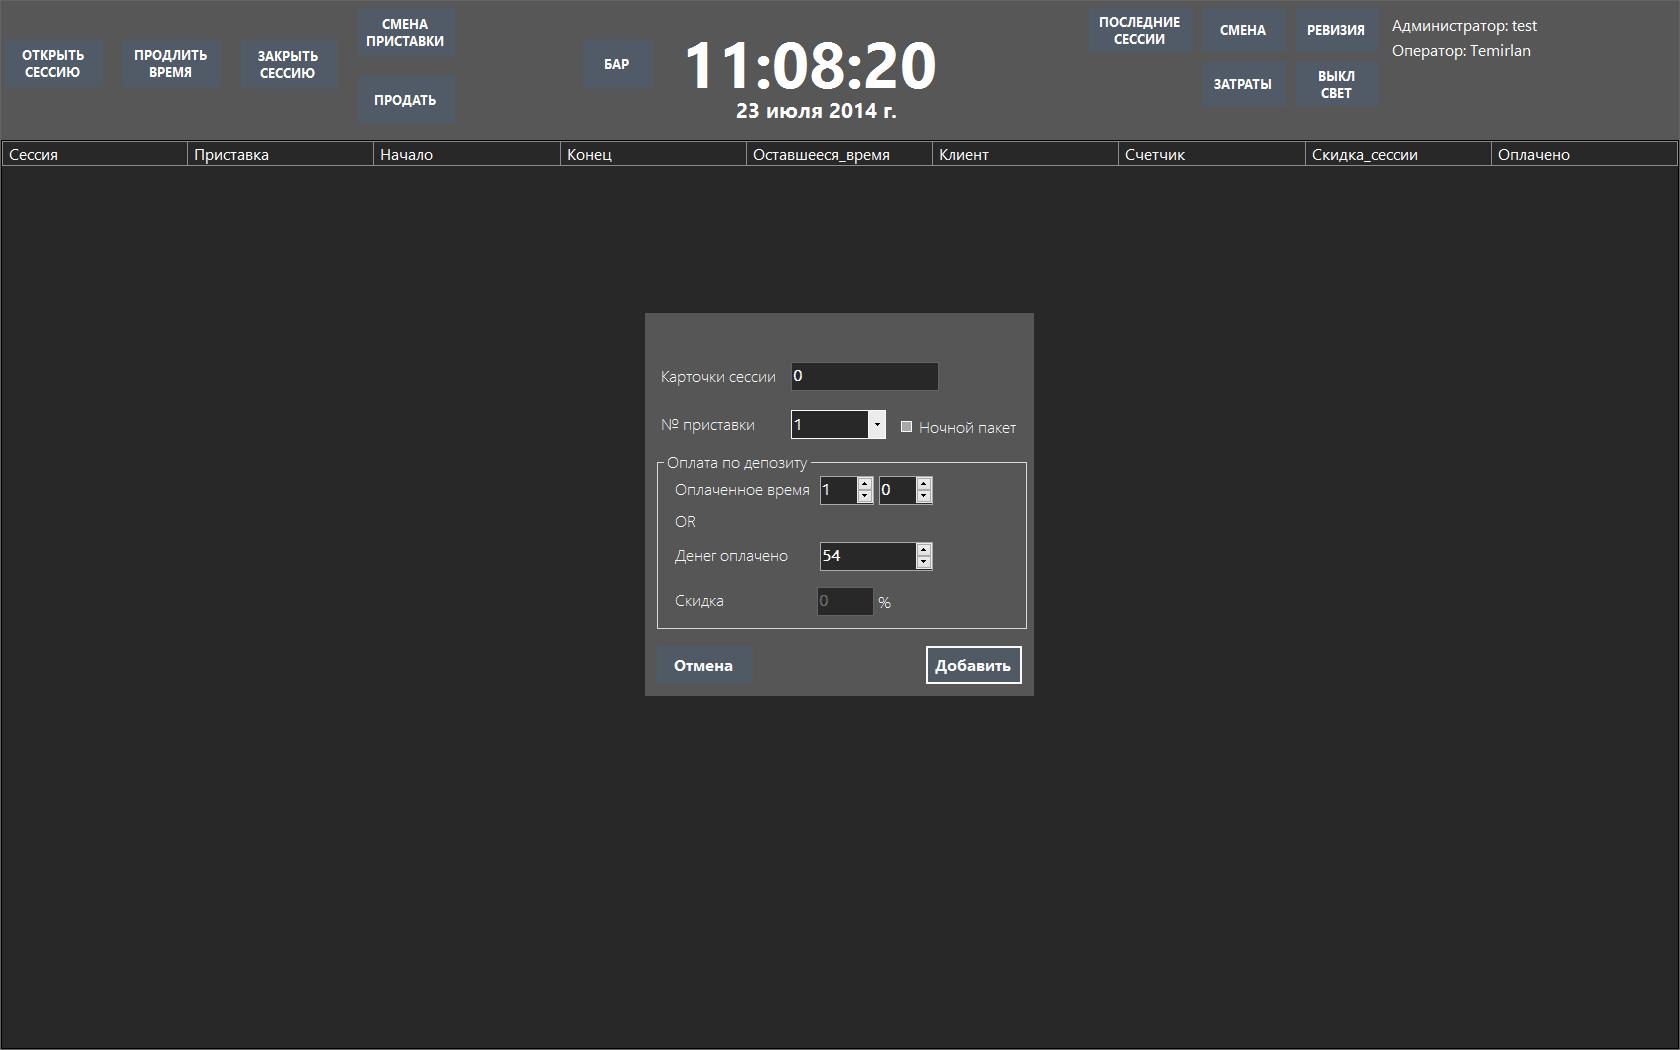 ОТКРЫТЬ
СЕССИЮ
ПРОДЛИТЬ
ВРЕМЯ
ЗАКРЫТЬ
СЕССИЮ
СМЕНА
ПРИСТАВКИ
ПРОДАТЬ
БАР
11:08:20
23 июля 2014 г.
ПОСЛЕДНИЕ
СЕССИИ
СМЕНА
РЕВИЗИЯ
ЗАТРАТЫ
ВЫКЛ
СВЕТ
Администратор: test
Оператор: Temirlan
Сессия Приставка Начало Конец Оставшееся_время Клиент Счетчик Скидка_сессии Оплачено
Карточки сессии 0
№ приставки 1 Ночной пакет
Оплата по депозиту
Оплаченное время 1 0
OR
Денег оплачено 54
Скидка 0 %
Отмена Добавить